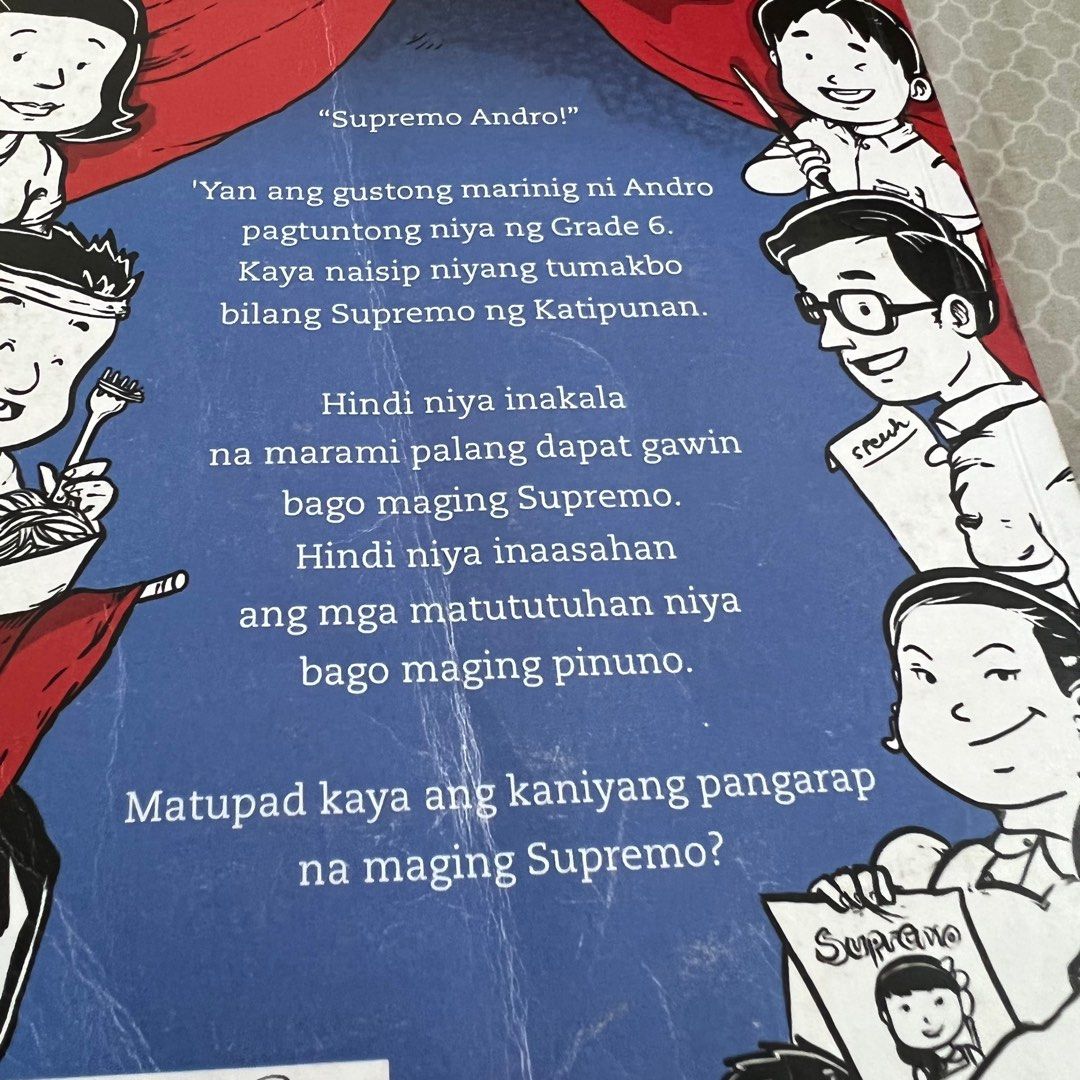 “Supremo Andro!”
'Yan ang gustong marinig ni Andro
pagtuntong niya ng Grade 6.
Kaya naisip niyang tumakbo
bilang Supremo ng Katipunan.
Hindi niya inakala
na marami palang dapat gawin
bago maging Supremo.
Hindi niya inaasahan
ang mga matututuhan niya
bago maging pinuno.
Matupad kaya ang kaniyang pangarap
na maging Supremo?
speech
Supremo